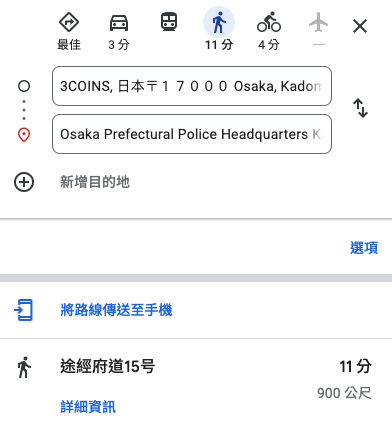 最佳 3 分 11 分 4 分 —
3COINS, 日本〒１７０００ Osaka, Kadom
Osaka Prefectural Police Headquarters K
新增目的地
選項
將路線傳送至手機
途經府道15号 11 分
900 公尺
詳細資訊